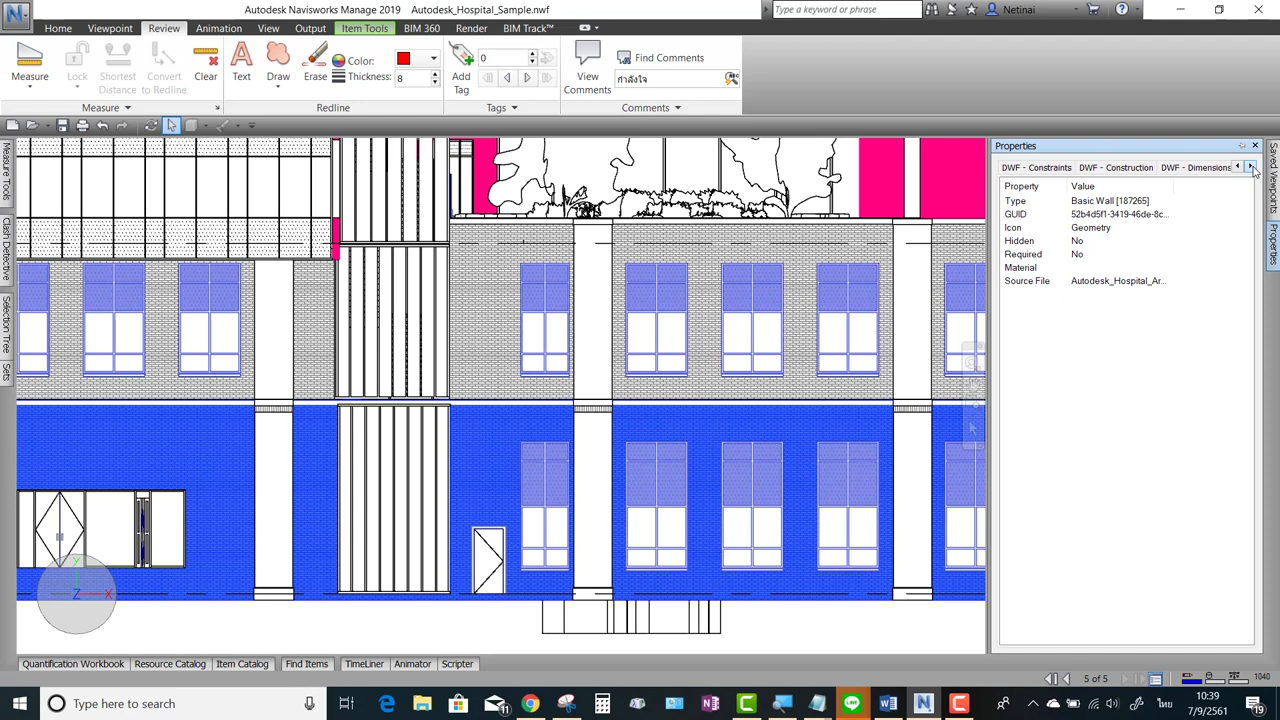 Autodesk Navisworks Manage 2019 Autodesk_Hospital_Sample.nwf
Type a keyword or phrase
Netinai
Home Viewpoint Review Animation View Output Item Tools BIM 360 Render BIM Track™
Measure
Lock
Shortest Distance
Convert to Redline
Clear
Text
Draw
Erase
Color:
Thickness: 8
Add Tag
0
View Comments
Find Comments
กำลังใจ
Measure
Redline
Tags
Comments
Measure Tools
Selection Tree
Sets
Properties
DWF - Constraints DWF - Construction DWF - Dimensions
Property Value
Type Basic Wall [187265]
GUID 52b4d5f1-3419-46de-8c...
Icon Geometry
Hidden No
Required No
Material
Source File Autodesk_Hospital_Ar...
Saved Viewpoints
Properties
Y
Z X
Quantification Workbook Resource Catalog Item Catalog Find Items TimeLiner Animator Scripter
5 of 5
1040
Type here to search
11
ไทย
10:39
7/9/2561
19